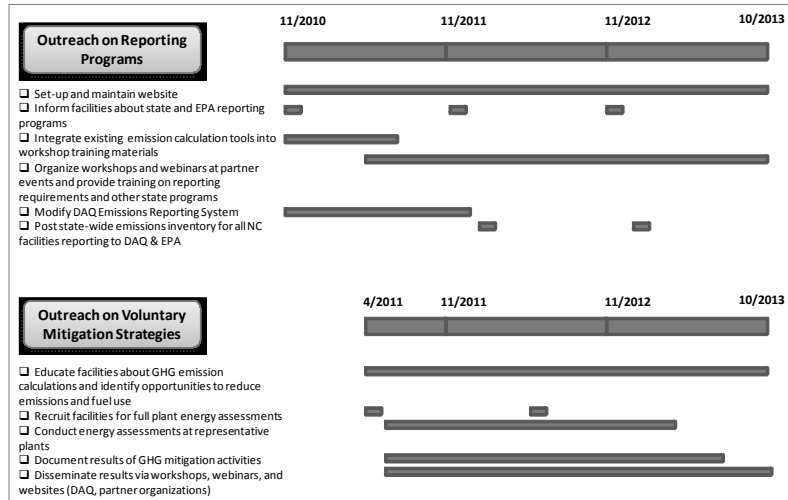 11/2010 11/2011 11/2012 10/2013
Outreach on Reporting
Programs
❑ Set-up and maintain website
❑ Inform facilities about state and EPA reporting
programs
❑ Integrate existing emission calculation tools into
workshop training materials
❑ Organize workshops and webinars at partner
events and provide training on reporting
requirements and other state programs
❑ Modify DAQ Emissions Reporting System
❑ Post state-wide emissions inventory for all NC
facilities reporting to DAQ & EPA
4/2011 11/2011 11/2012 10/2013
Outreach on Voluntary
Mitigation Strategies
❑ Educate facilities about GHG emission
calculations and identify opportunities to reduce
emissions and fuel use
❑ Recruit facilities for full plant energy assessments
❑ Conduct energy assessments at representative
plants
❑ Document results of GHG mitigation activities
❑ Disseminate results via workshops, webinars, and
websites (DAQ, partner organizations)